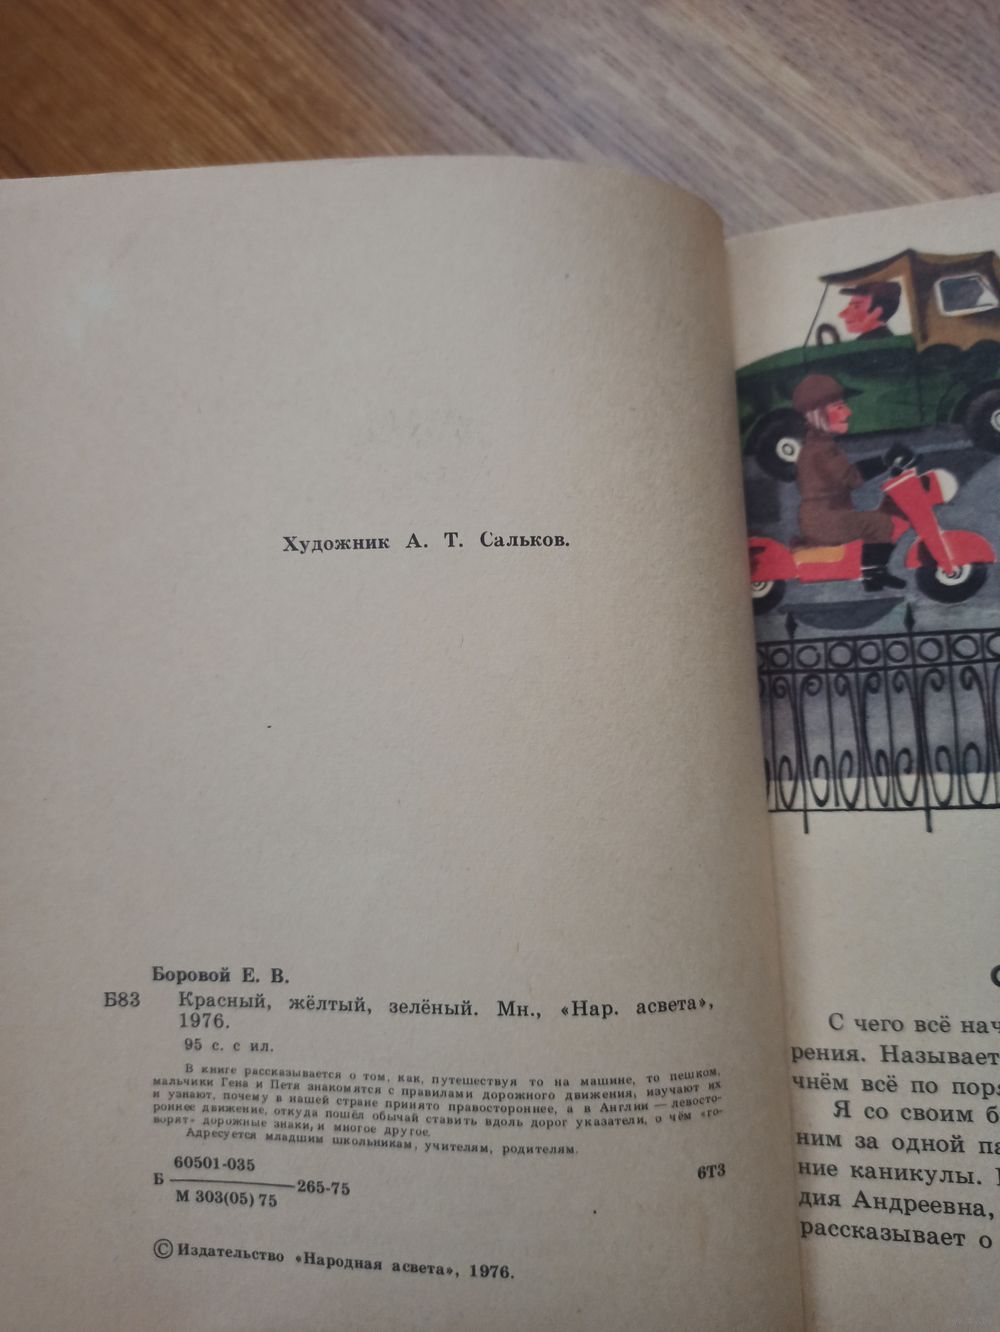 Художник А. Т. Сальков.
Боровой Е. В.
Б83 Красный, жёлтый, зелёный. Мн., «Нар. асвета»,
1976.
95 с. с ил.
В книге рассказывается о том, как, путешествуя то на машине, то пешком,
мальчики Гена и Петя знакомятся с правилами дорожного движения, изучают их
и узнают, почему в нашей стране принято правостороннее, а в Англии — левосто-
роннее движение, откуда пошёл обычай ставить вдоль дорог указатели, о чём «го-
ворят» дорожные знаки, и многое другое.
Адресуется младшим школьникам, учителям, родителям.
60501-035
Б 265-75 6Т3
М 303(05) 75
© Издательство «Народная асвета», 1976.
С чего всё нач
рения. Называет
чнём всё по поря
Я со своим б
ним за одной па
ние каникулы.
дия Андреевна,
рассказывает о